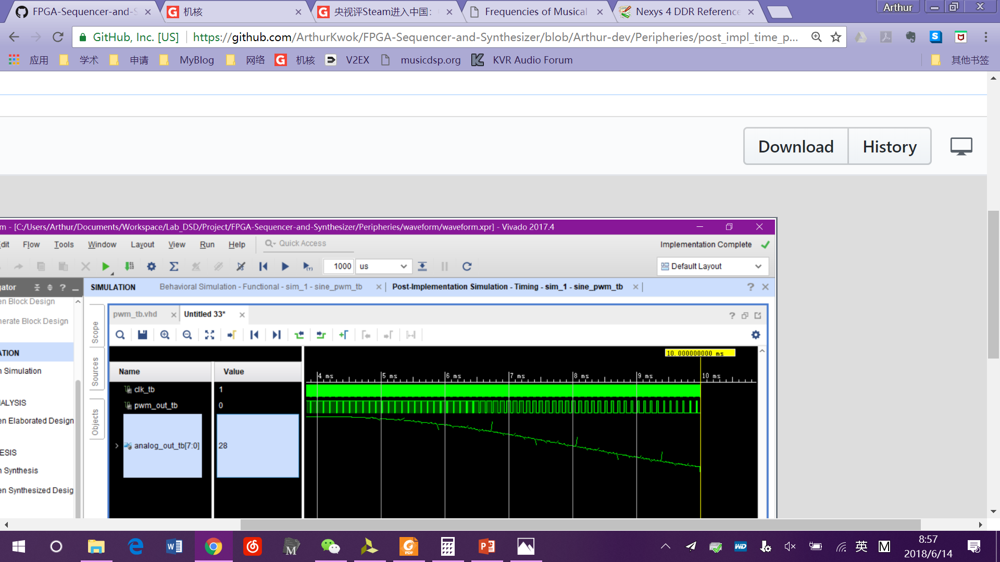 FPGA-Sequencer-and-S
机核
央视评Steam进入中国：
Frequencies of Musical
Nexys 4 DDR Reference
Arthur
GitHub, Inc. [US]
https://github.com/ArthurKwok/FPGA-Sequencer-and-Synthesizer/blob/Arthur-dev/Peripheries/post_impl_time_p...
应用
学术
申请
MyBlog
网络
机核
V2EX
musicdsp.org
KVR Audio Forum
其他书签
Download
History
m - [C:/Users/Arthur/Documents/Workspace/Lab_DSD/Project/FPGA-Sequencer-and-Synthesizer/Peripheries/waveform/waveform.xpr] - Vivado 2017.4
dit
Flow
Tools
Window
Layout
View
Run
Help
Quick Access
Implementation Complete
1000
us
Default Layout
gator
SIMULATION
Behavioral Simulation - Functional - sim_1 - sine_pwm_tb
Post-Implementation Simulation - Timing - sim_1 - sine_pwm_tb
en Block Design
nerate Block Design
ATION
n Simulation
ALYSIS
en Elaborated Design
ESIS
n Synthesis
en Synthesized Desig
Scope
Sources
Objects
pwm_tb.vhd
Untitled 33*
Name
Value
clk_tb
1
pwm_out_tb
0
analog_out_tb[7:0]
28
10.000000000 ms
4 ms
5 ms
6 ms
7 ms
8 ms
9 ms
10 ms
英
M
8:57
2018/6/14